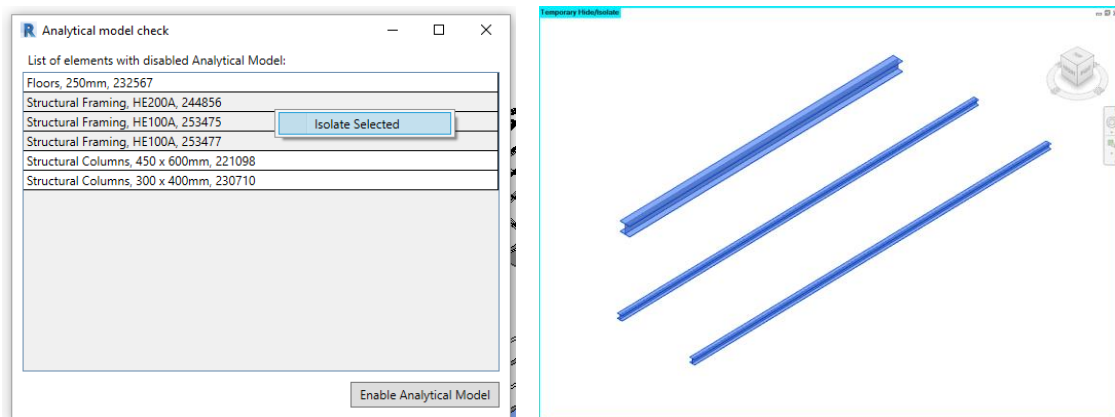 Analytical model check
List of elements with disabled Analytical Model:
Floors, 250mm, 232567
Structural Framing, HE200A, 244856
Structural Framing, HE100A, 253475
Structural Framing, HE100A, 253477
Isolate Selected
Structural Columns, 450 x 600mm, 221098
Structural Columns, 300 x 400mm, 230710
Enable Analytical Model
Temporary Hide/Isolate